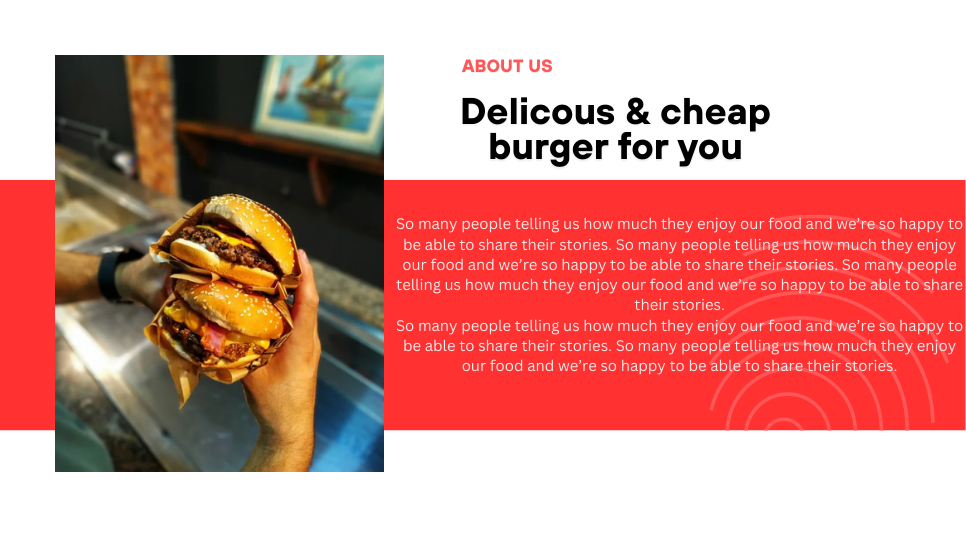 ABOUT US
Delicous & cheap
burger for you
So many people telling us how much they enjoy our food and we're so happy to
be able to share their stories. So many people telling us how much they enjoy
our food and we're so happy to be able to share their stories. So many people
telling us how much they enjoy our food and we're so happy to be able to share
their stories.
So many people telling us how much they enjoy our food and we're so happy to
be able to share their stories. So many people telling us how much they enjoy
our food and we're so happy to be able to share their stories.